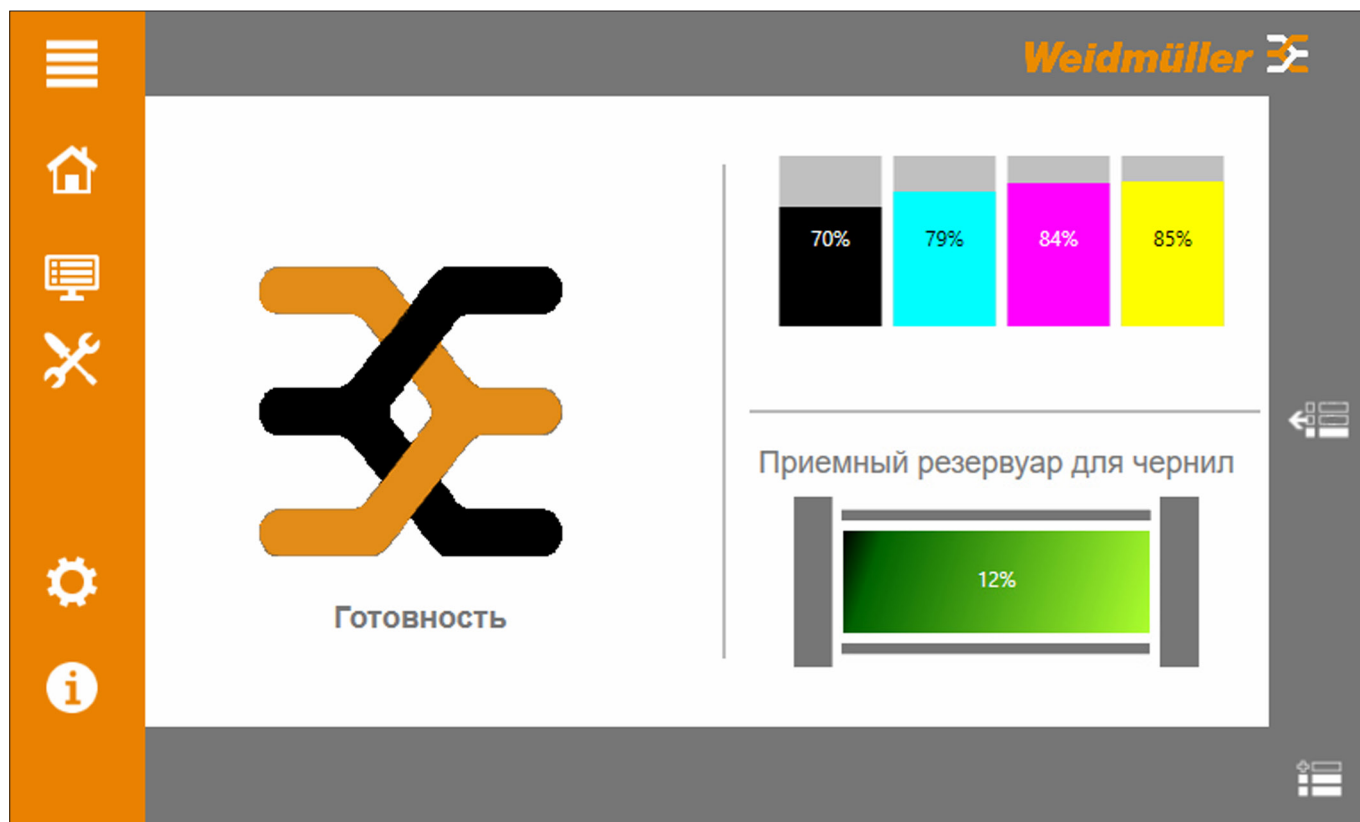 Weidmüller
70% 79% 84% 85%
Приемный резервуар для чернил
12%
Готовность